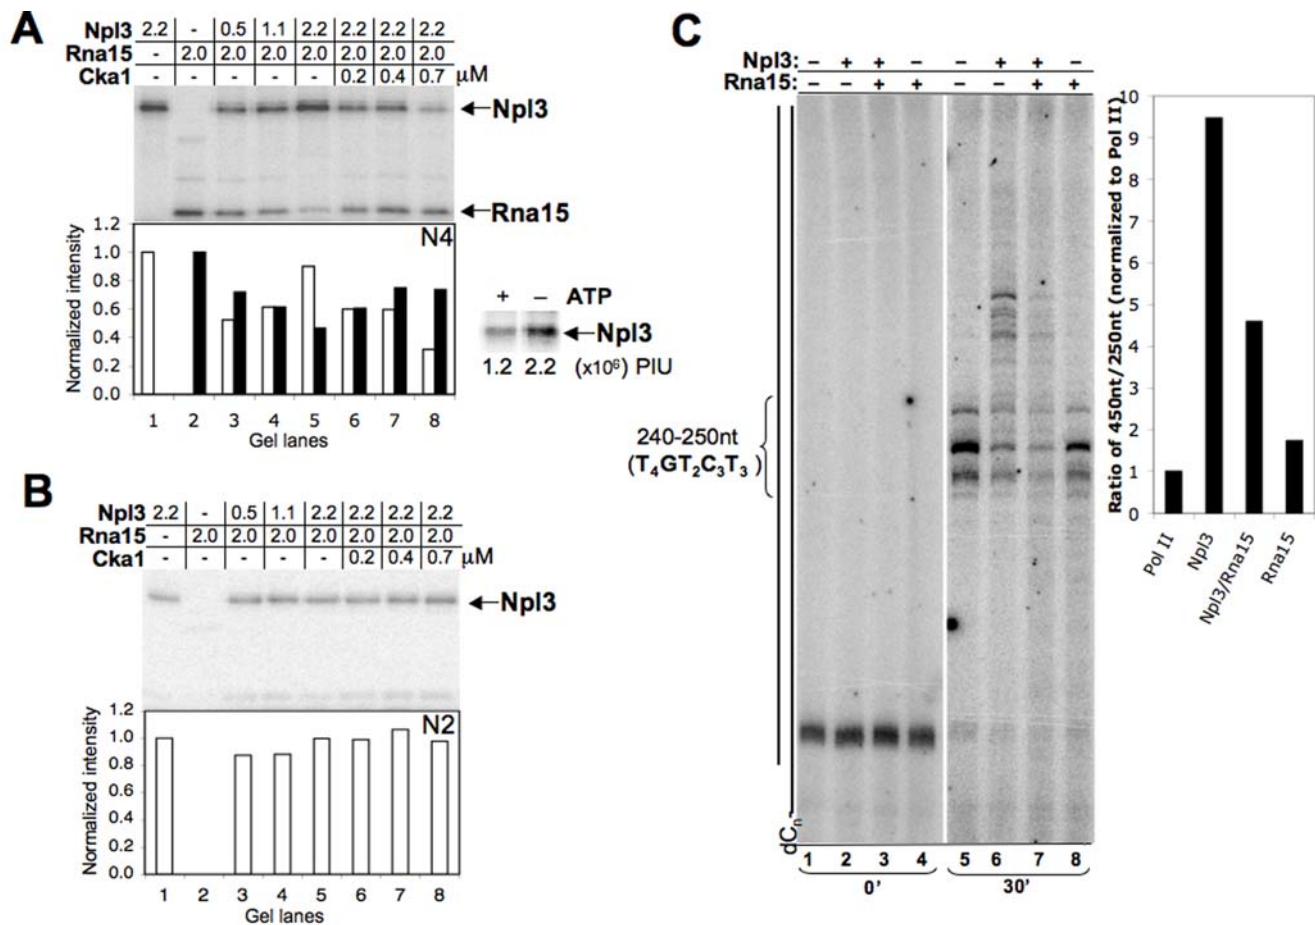 A
Npl3 2.2 - 0.5 1.1 2.2 2.2 2.2 2.2
Rna15 - 2.0 2.0 2.0 2.0 2.0 2.0 2.0
Cka1 - - - - - 0.2 0.4 0.7 μM
Npl3
Rna15
N4
Normalized intensity
1.2
1.0
0.8
0.6
0.4
0.2
0.0
1 2 3 4 5 6 7 8
Gel lanes
+ – ATP
Npl3
1.2 2.2 (x10⁶) PIU
B
Npl3 2.2 - 0.5 1.1 2.2 2.2 2.2 2.2
Rna15 - 2.0 2.0 2.0 2.0 2.0 2.0 2.0
Cka1 - - - - - 0.2 0.4 0.7 μM
Npl3
N2
Normalized intensity
1.2
1.0
0.8
0.6
0.4
0.2
0.0
1 2 3 4 5 6 7 8
Gel lanes
C
Npl3: – + + – – + + –
Rna15: – – + + – – + +
240-250nt
(T₄GT₂C₃T₃)
dCₙ-
1 2 3 4 5 6 7 8
0' 30'
Ratio of 450nt/250nt (normalized to Pol II)
10
9
8
7
6
5
4
3
2
1
0
Pol II
Npl3
Npl3/Rna15
Rna15